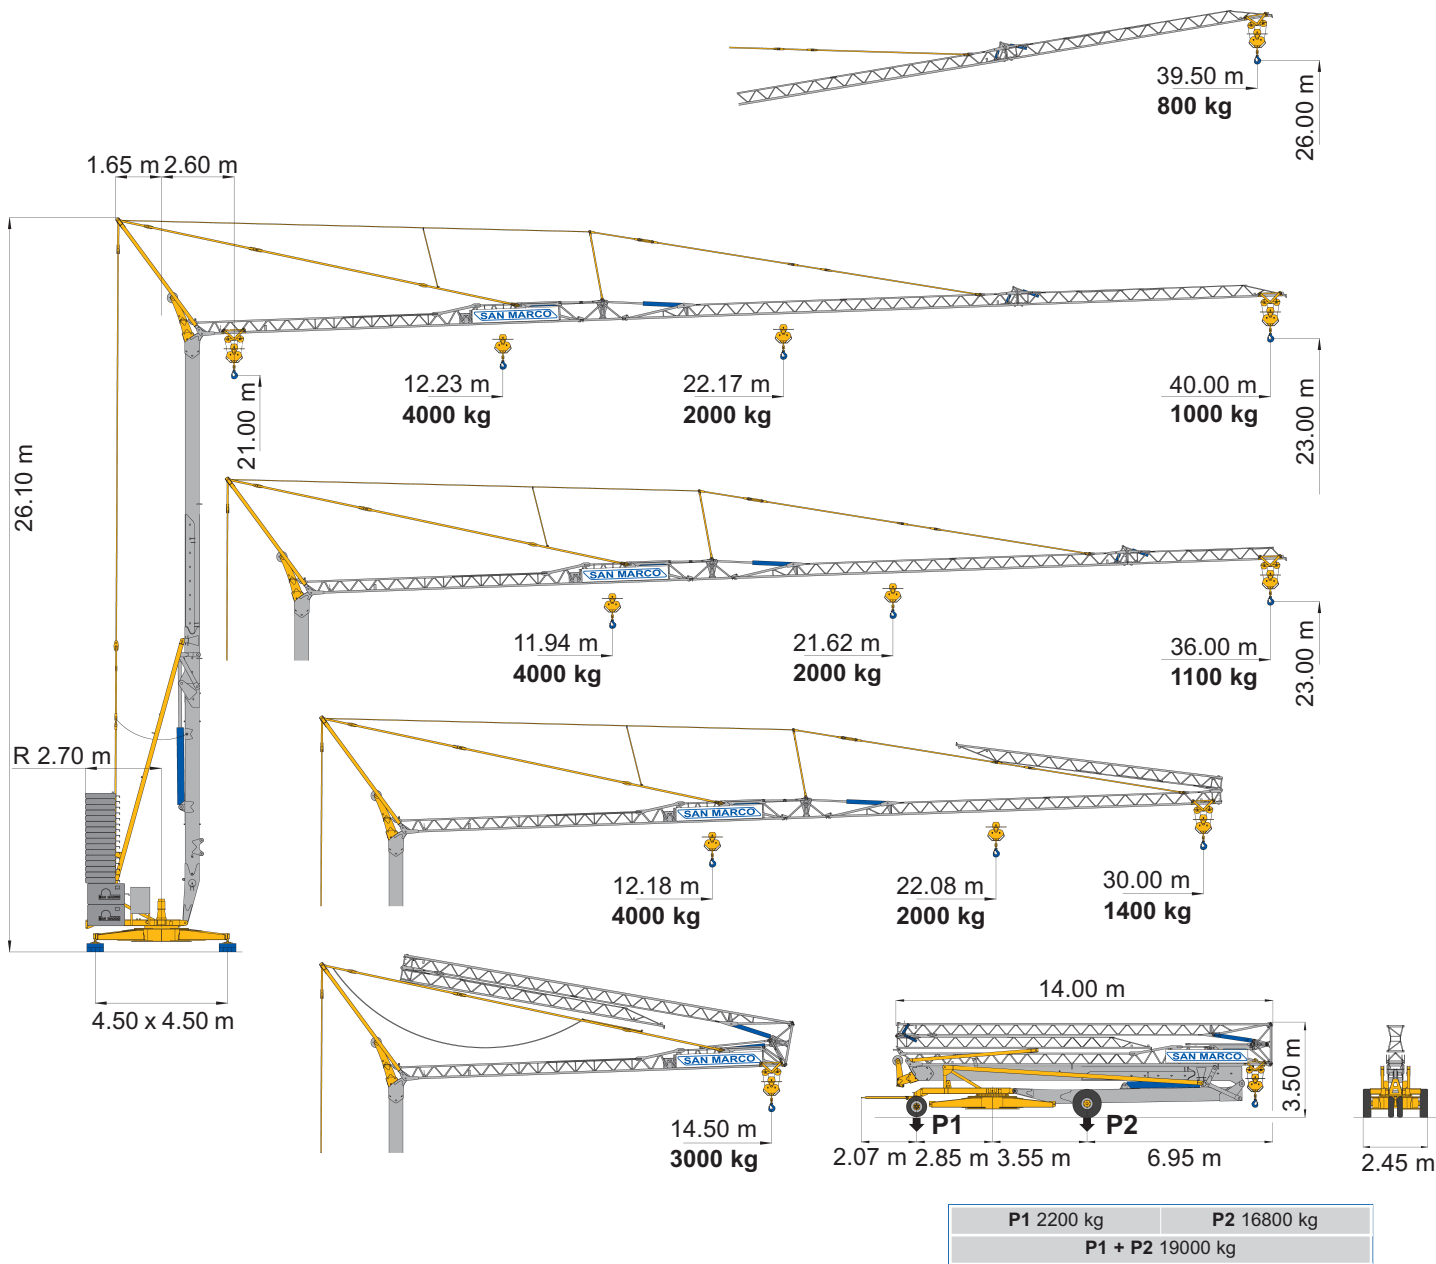 39.50 m
800 kg
26.00 m
1.65 m
2.60 m
26.10 m
SAN MARCO
21.00 m
12.23 m
4000 kg
22.17 m
2000 kg
40.00 m
1000 kg
23.00 m
SAN MARCO
11.94 m
4000 kg
21.62 m
2000 kg
36.00 m
1100 kg
23.00 m
R 2.70 m
SAN MARCO
12.18 m
4000 kg
22.08 m
2000 kg
30.00 m
1400 kg
4.50 x 4.50 m
SAN MARCO
14.50 m
3000 kg
14.00 m
SAN MARCO
3.50 m
P1
P2
2.07 m
2.85 m
3.55 m
6.95 m
2.45 m
P1 2200 kg
P2 16800 kg
P1 + P2 19000 kg